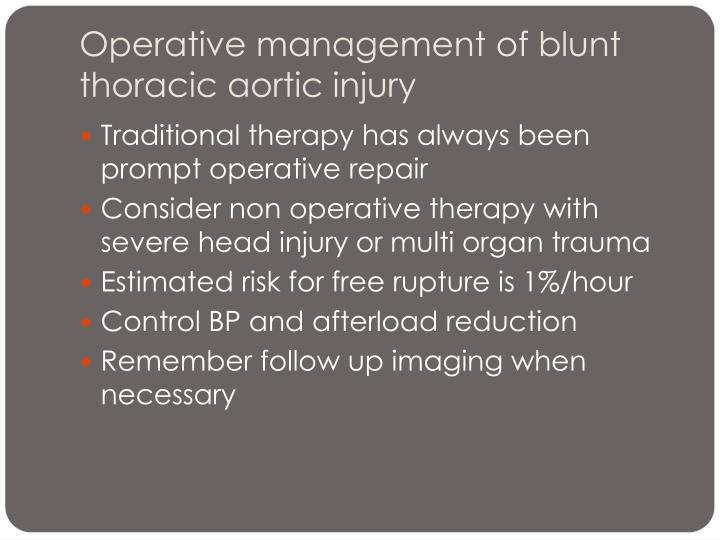 Operative management of blunt
thoracic aortic injury
Traditional therapy has always been
prompt operative repair
Consider non operative therapy with
severe head injury or multi organ trauma
Estimated risk for free rupture is 1%/hour
Control BP and afterload reduction
Remember follow up imaging when
necessary